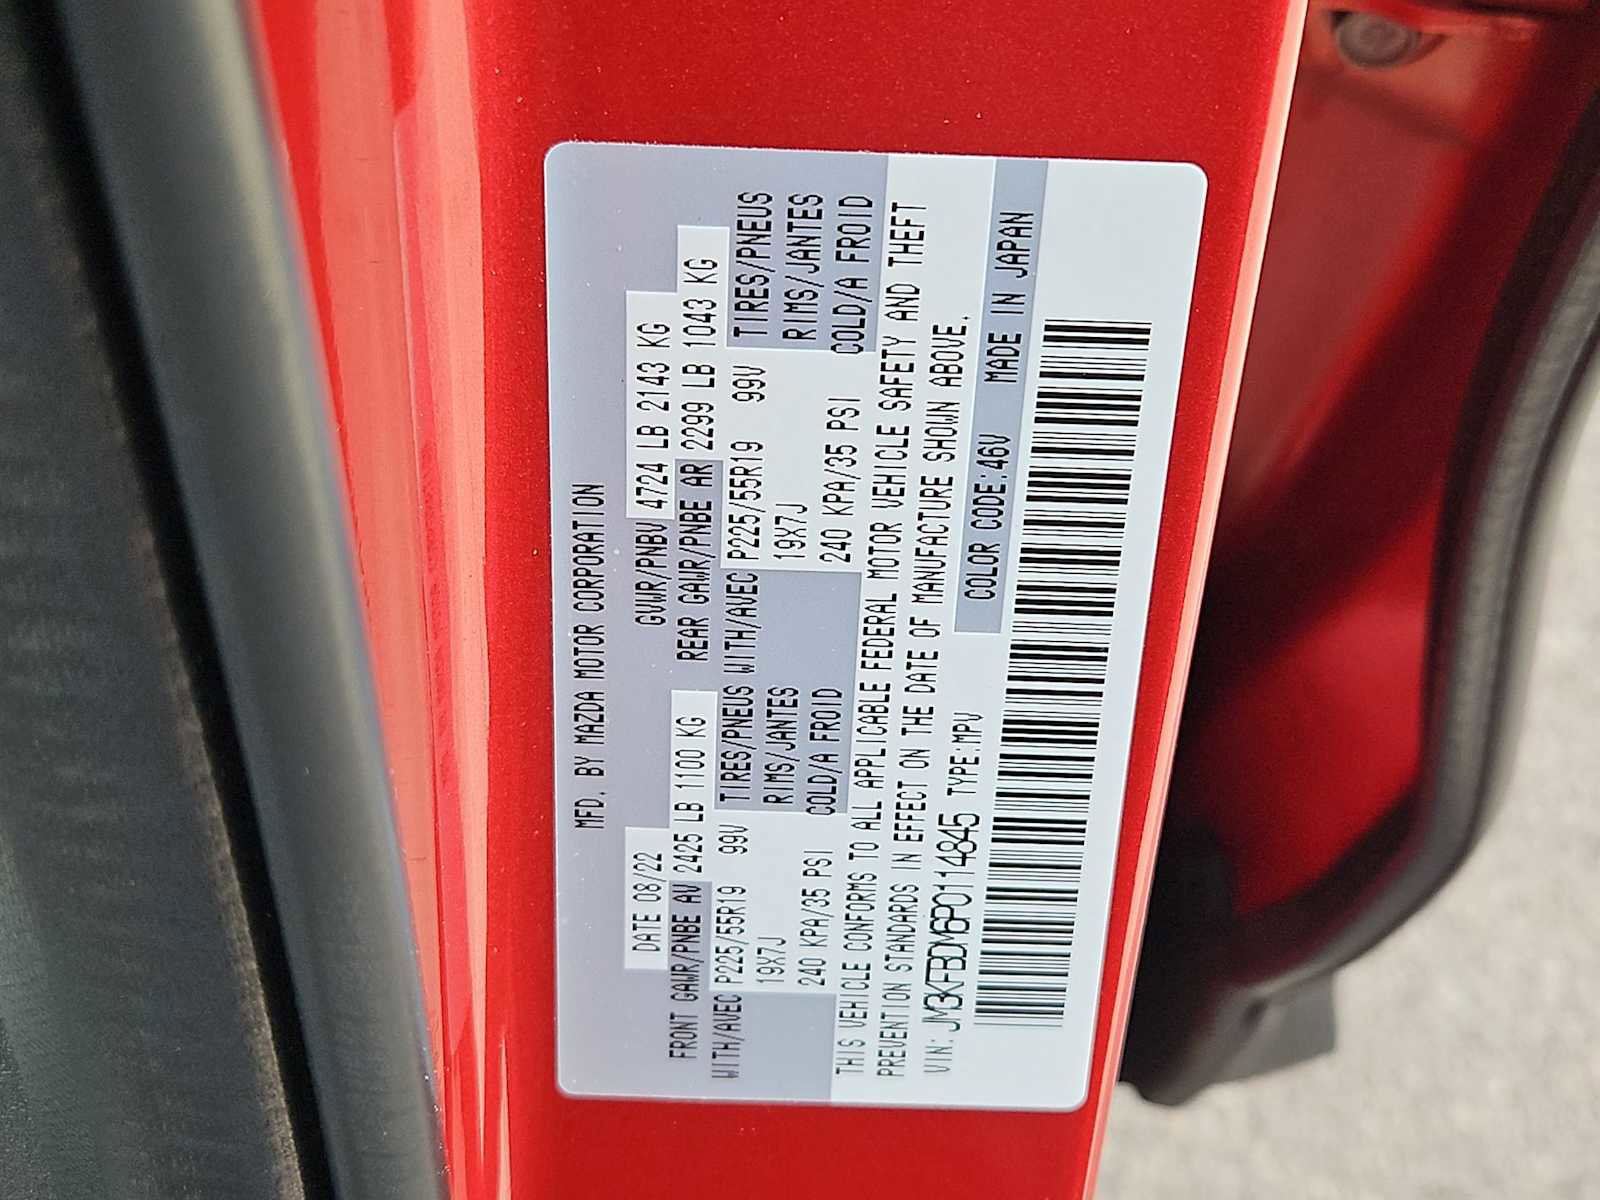 MFD. BY MAZDA MOTOR CORPORATION
DATE 08/22 GVWR/PNBV 4724 LB 2143 KG
FRONT GAWR/PNBE AV 2425 LB 1100 KG REAR GAWR/PNBE AR 2299 LB 1043 KG
WITH/AVEC P225/55R19 99V TIRES/PNEUS WITH/AVEC P225/55R19 99V TIRES/PNEUS
19X7J RIMS/JANTES 19X7J RIMS/JANTES
240 KPA/35 PSI COLD/A FROID 240 KPA/35 PSI COLD/A FROID
THIS VEHICLE CONFORMS TO ALL APPLICABLE FEDERAL MOTOR VEHICLE SAFETY AND THEFT
PREVENTION STANDARDS IN EFFECT ON THE DATE OF MANUFACTURE SHOWN ABOVE.
VIN: JM3KFBDM6P0114845 TYPE:MPV COLOR CODE:46V MADE IN JAPAN